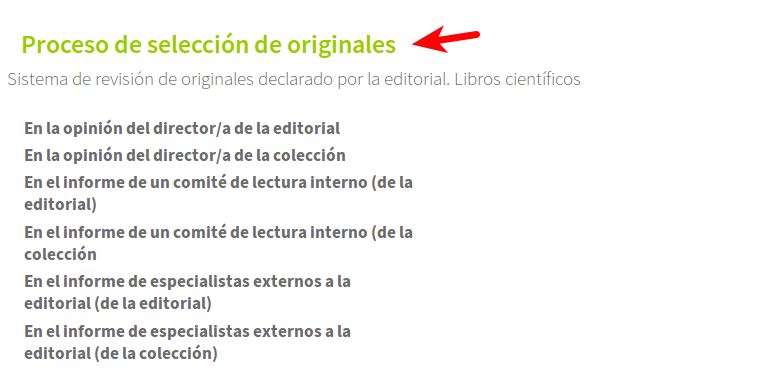 Proceso de selección de originales
Sistema de revisión de originales declarado por la editorial. Libros científicos
En la opinión del director/a de la editorial
En la opinión del director/a de la colección
En el informe de un comité de lectura interno (de la
editorial)
En el informe de un comité de lectura interno (de la
colección
En el informe de especialistas externos a la
editorial (de la editorial)
En el informe de especialistas externos a la
editorial (de la colección)